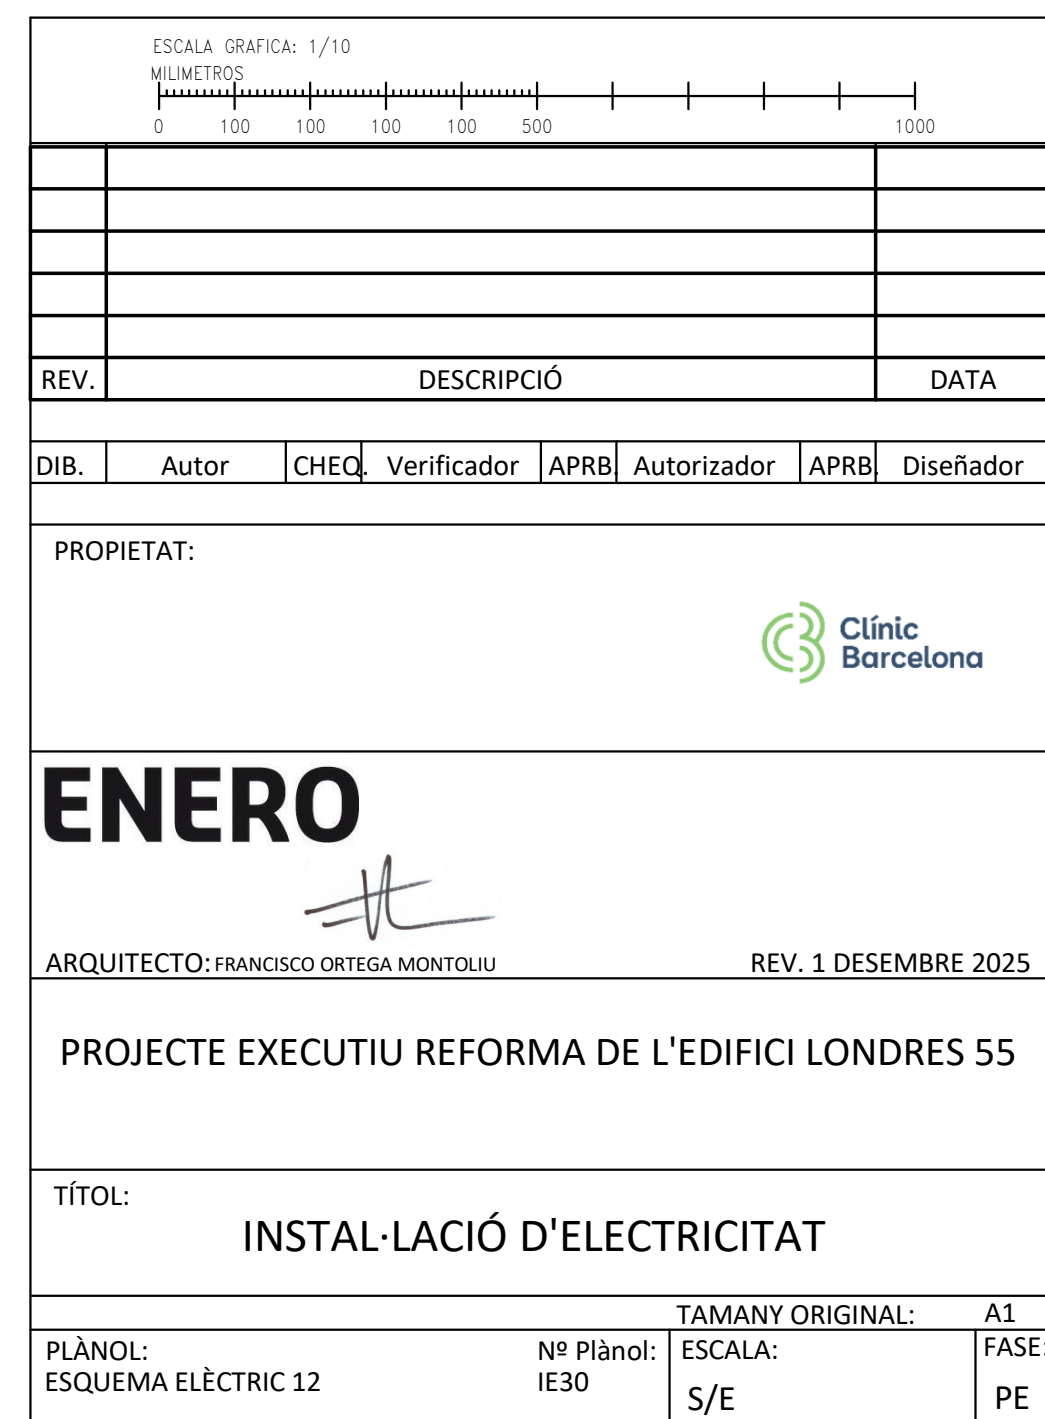 ESCALA GRAFICA: 1/10
MILIMETROS
0 100 100 100 100 500 1000
REV. DESCRIPCIÓ DATA
DIB. Autor CHEQ. Verificador APRB. Autorizador APRB. Diseñador
PROPIETAT:
Clínic
Barcelona
ENERO
ARQUITECTO: FRANCISCO ORTEGA MONTOLIU REV. 1 DESEMBRE 2025
PROJECTE EXECUTIU REFORMA DE L'EDIFICI LONDRES 55
TÍTOL:
INSTAL·LACIÓ D'ELECTRICITAT
TAMANY ORIGINAL: A1
PLÀNOL: Nº Plànol: ESCALA: FASE:
ESQUEMA ELÈCTRIC 12 IE30 S/E PE